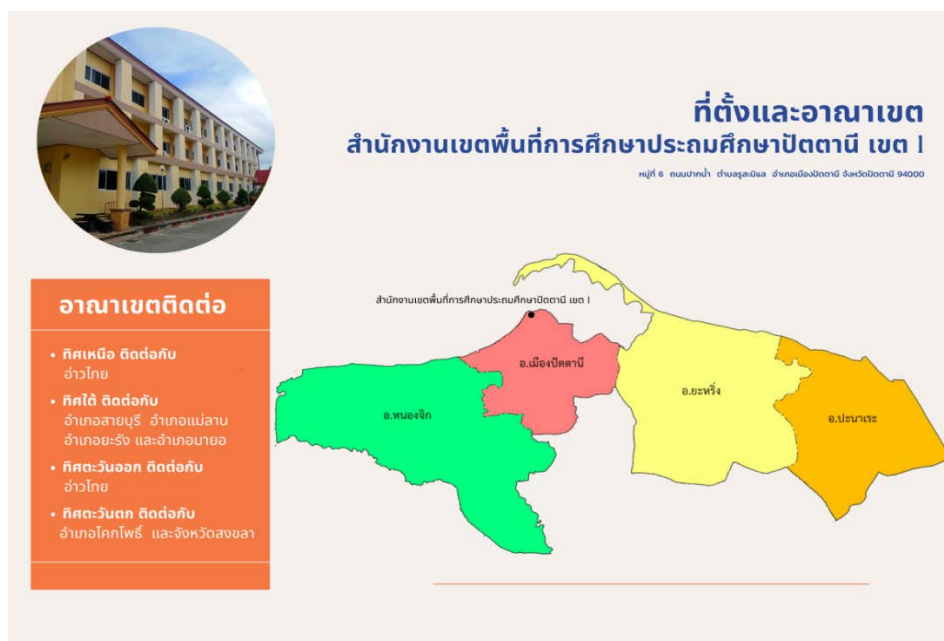 ที่ตั้งและอาณาเขต
สำนักงานเขตพื้นที่การศึกษาประถมศึกษาปัตตานี เขต 1
หมู่ที่ 6 ถนนปากน้ำ ตำบลรูสะมิแล อำเภอเมืองปัตตานี จังหวัดปัตตานี 94000
อาณาเขตติดต่อ
• ทิศเหนือ ติดต่อกับ
อ่าวไทย
• ทิศใต้ ติดต่อกับ
อำเภอสายบุรี อำเภอแม่ลาน
อำเภอยะรัง และอำเภอมายอ
• ทิศตะวันออก ติดต่อกับ
อ่าวไทย
• ทิศตะวันตก ติดต่อกับ
อำเภอโคกโพธิ์ และจังหวัดสงขลา
สำนักงานเขตพื้นที่การศึกษาประถมศึกษาปัตตานี เขต 1
อ.เมืองปัตตานี
อ.หนองจิก
อ.ยะหริ่ง
อ.ปะนาเระ